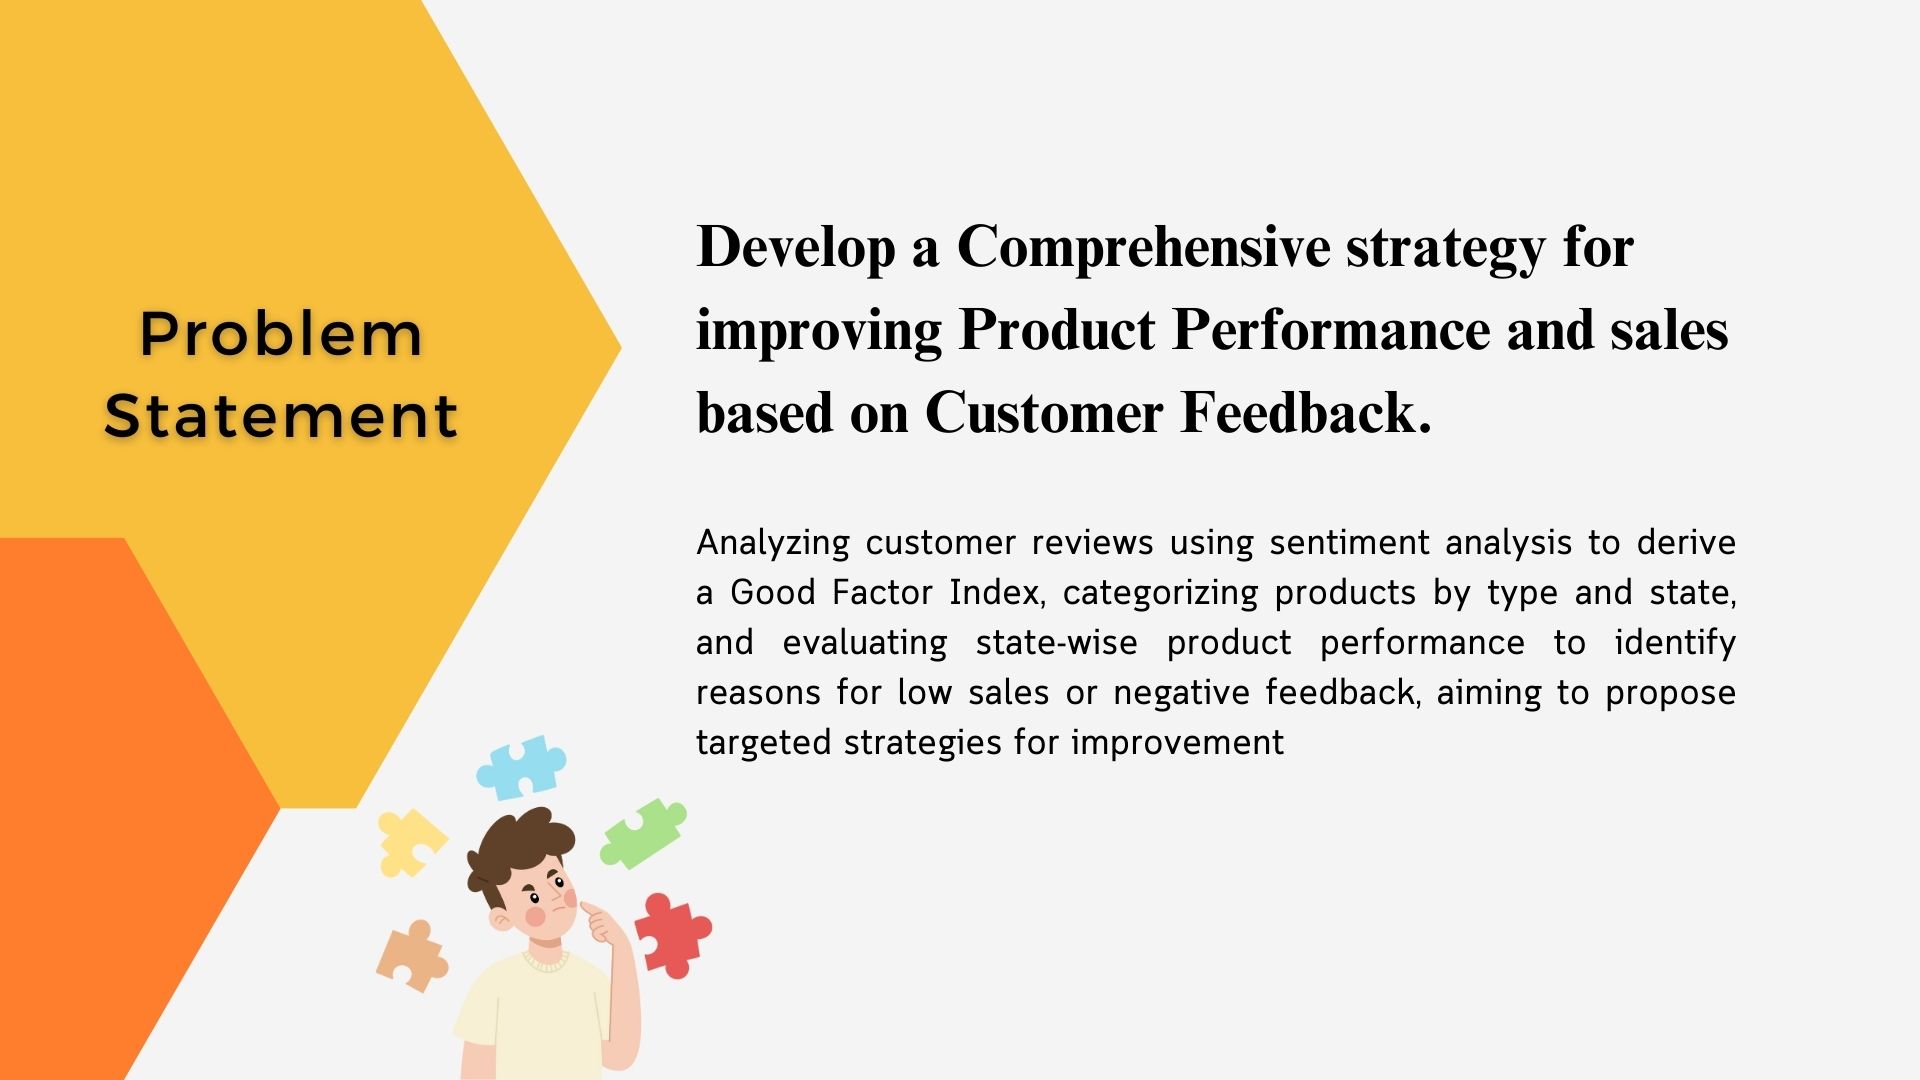 Problem
Statement
Develop a Comprehensive strategy for
improving Product Performance and sales
based on Customer Feedback.
Analyzing customer reviews using sentiment analysis to derive
a Good Factor Index, categorizing products by type and state,
and evaluating state-wise product performance to identify
reasons for low sales or negative feedback, aiming to propose
targeted strategies for improvement